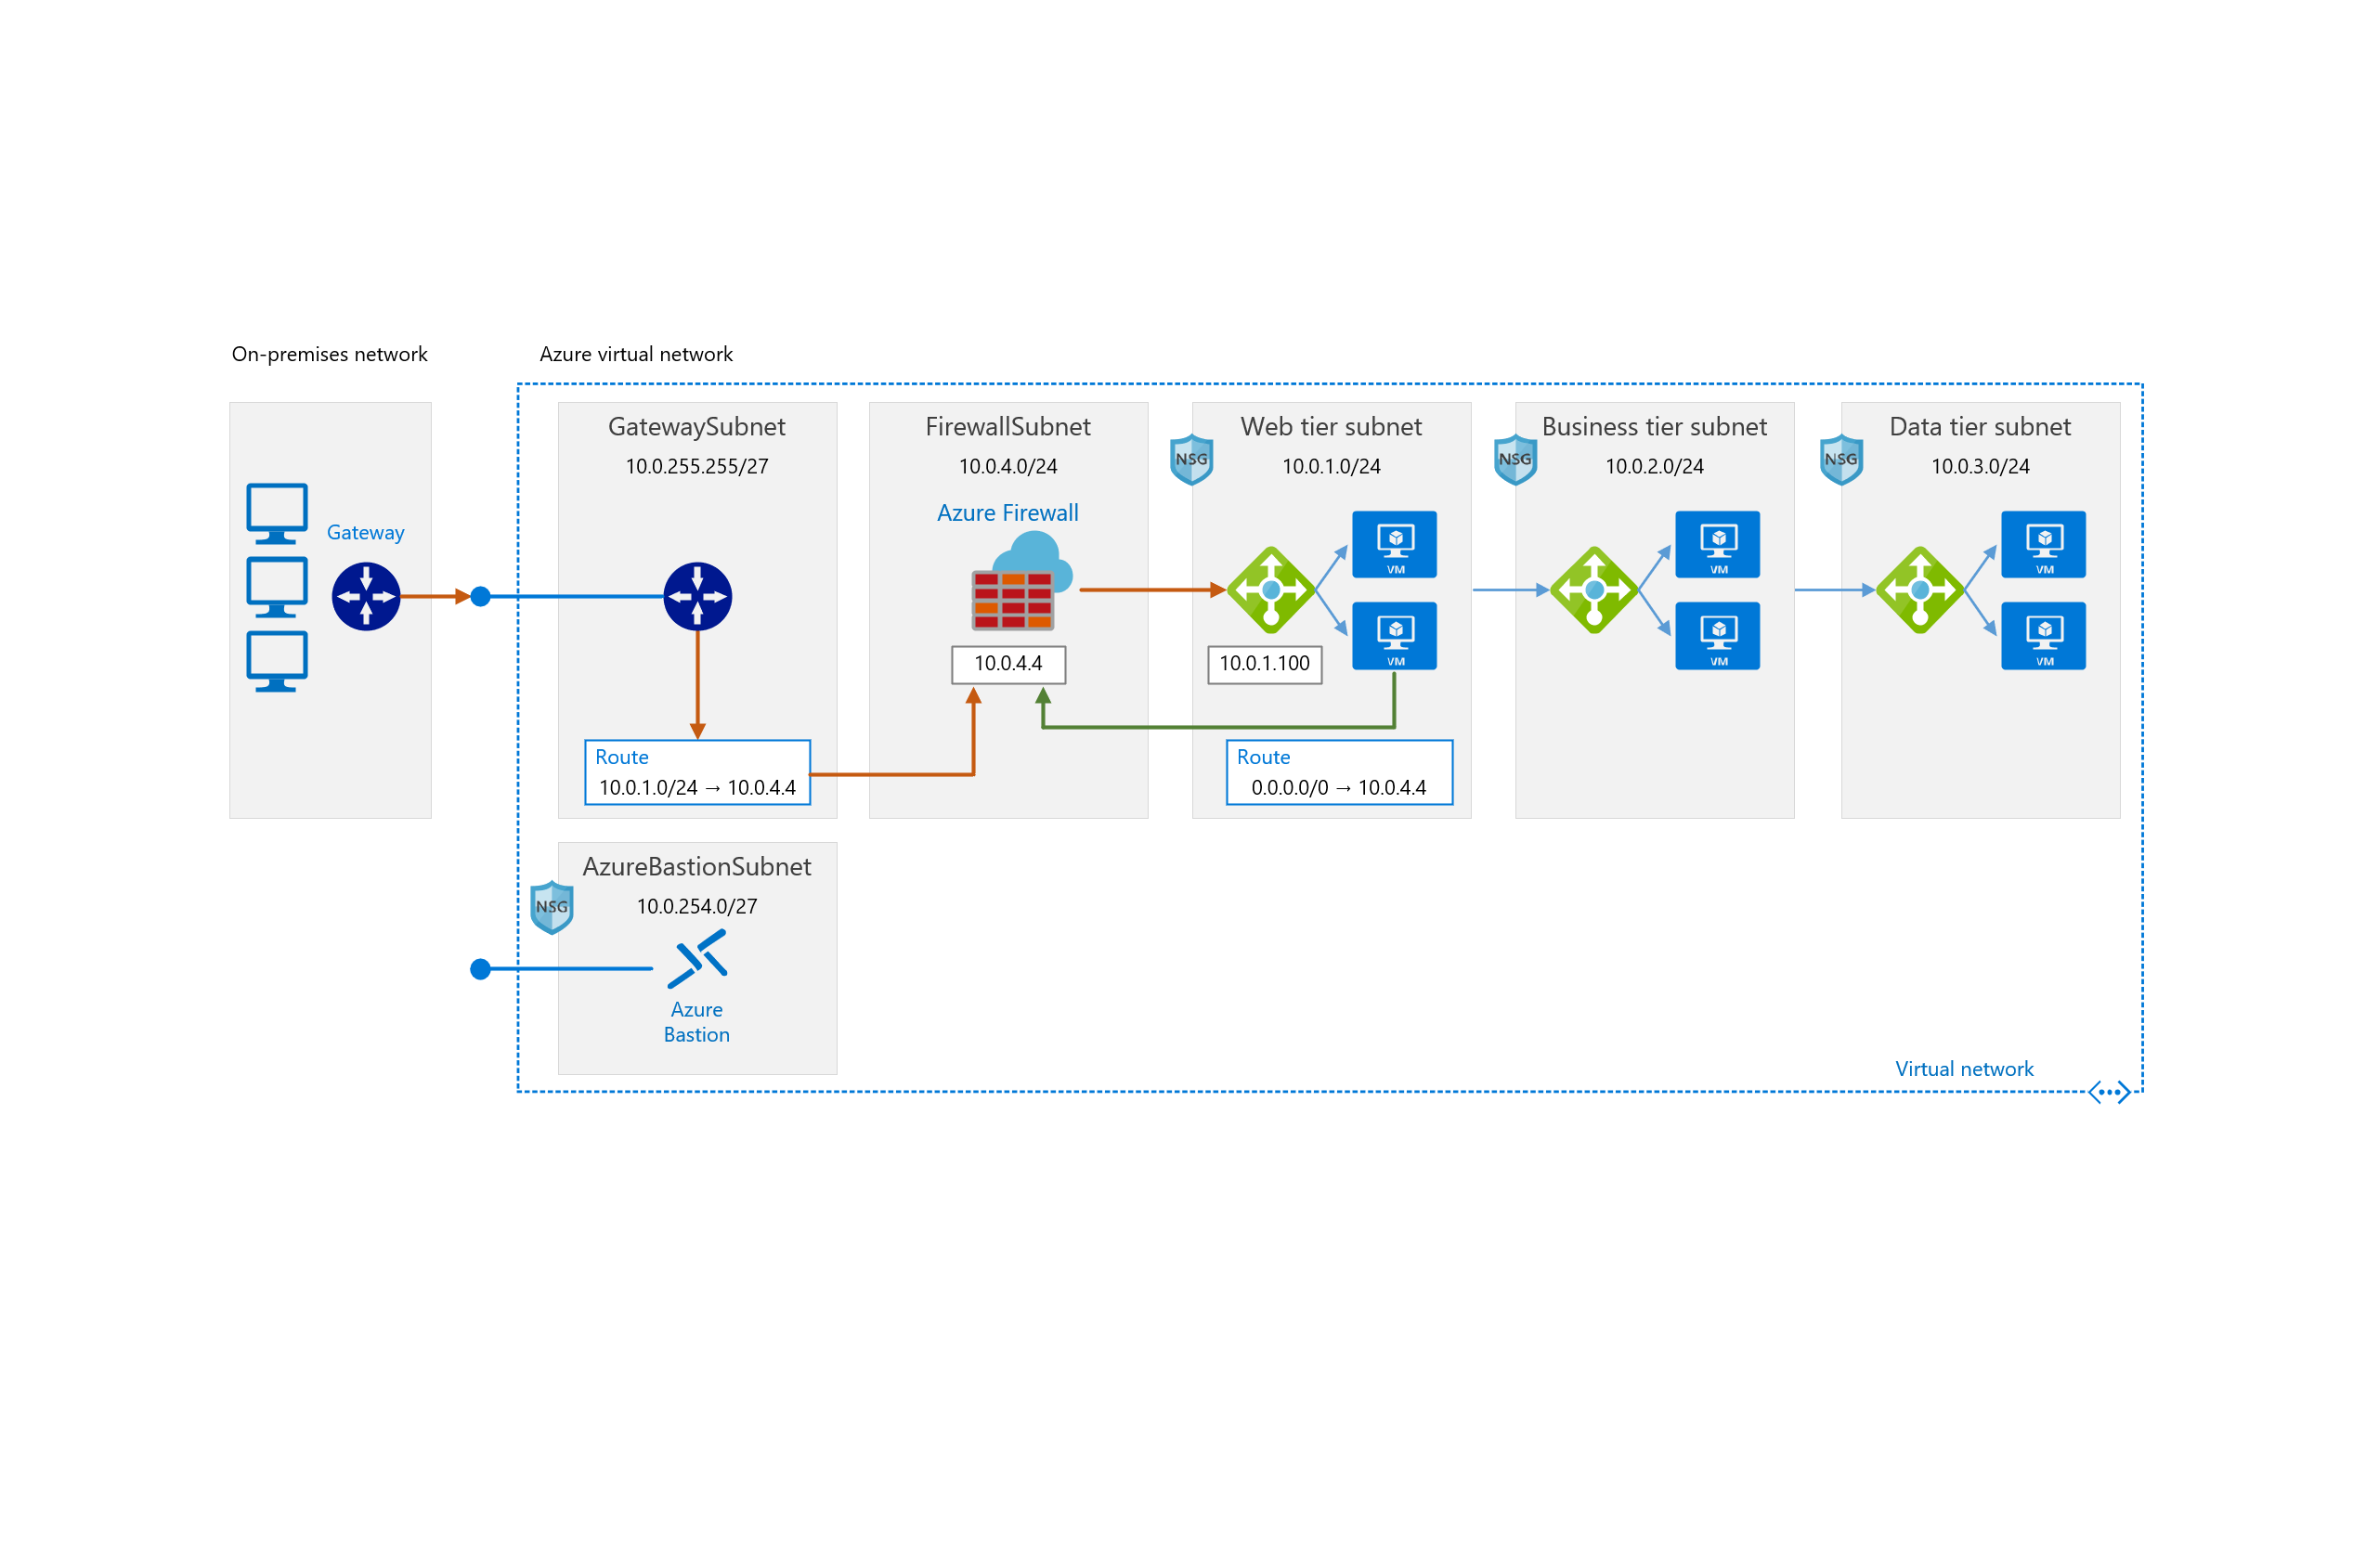 On-premises network
Azure virtual network
Gateway
GatewaySubnet
10.0.255.255/27
Route
10.0.1.0/24 → 10.0.4.4
FirewallSubnet
10.0.4.0/24
Azure Firewall
10.0.4.4
NSG
Web tier subnet
10.0.1.0/24
VM
VM
10.0.1.100
Route
0.0.0.0/0 → 10.0.4.4
NSG
Business tier subnet
10.0.2.0/24
VM
VM
NSG
Data tier subnet
10.0.3.0/24
VM
VM
NSG
AzureBastionSubnet
10.0.254.0/27
Azure
Bastion
Virtual network